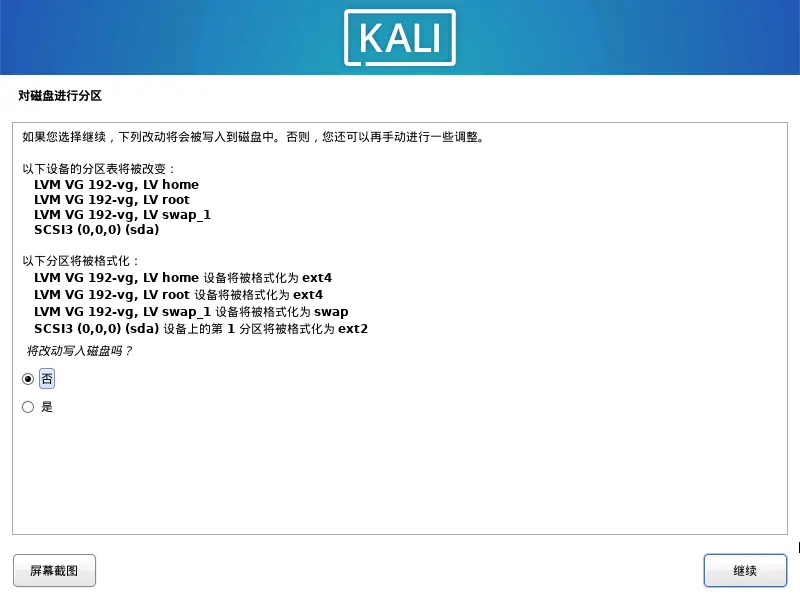 KALI
对磁盘进行分区
如果您选择继续，下列改动将会被写入到磁盘中。否则，您还可以再手动进行一些调整。
以下设备的分区表将被改变：
LVM VG 192-vg, LV home
LVM VG 192-vg, LV root
LVM VG 192-vg, LV swap_1
SCSI3 (0,0,0) (sda)
以下分区将被格式化：
LVM VG 192-vg, LV home 设备将被格式化为 ext4
LVM VG 192-vg, LV root 设备将被格式化为 ext4
LVM VG 192-vg, LV swap_1 设备将被格式化为 swap
SCSI3 (0,0,0) (sda) 设备上的第 1 分区将被格式化为 ext2
将改动写入磁盘吗？
否
是
屏幕截图
继续